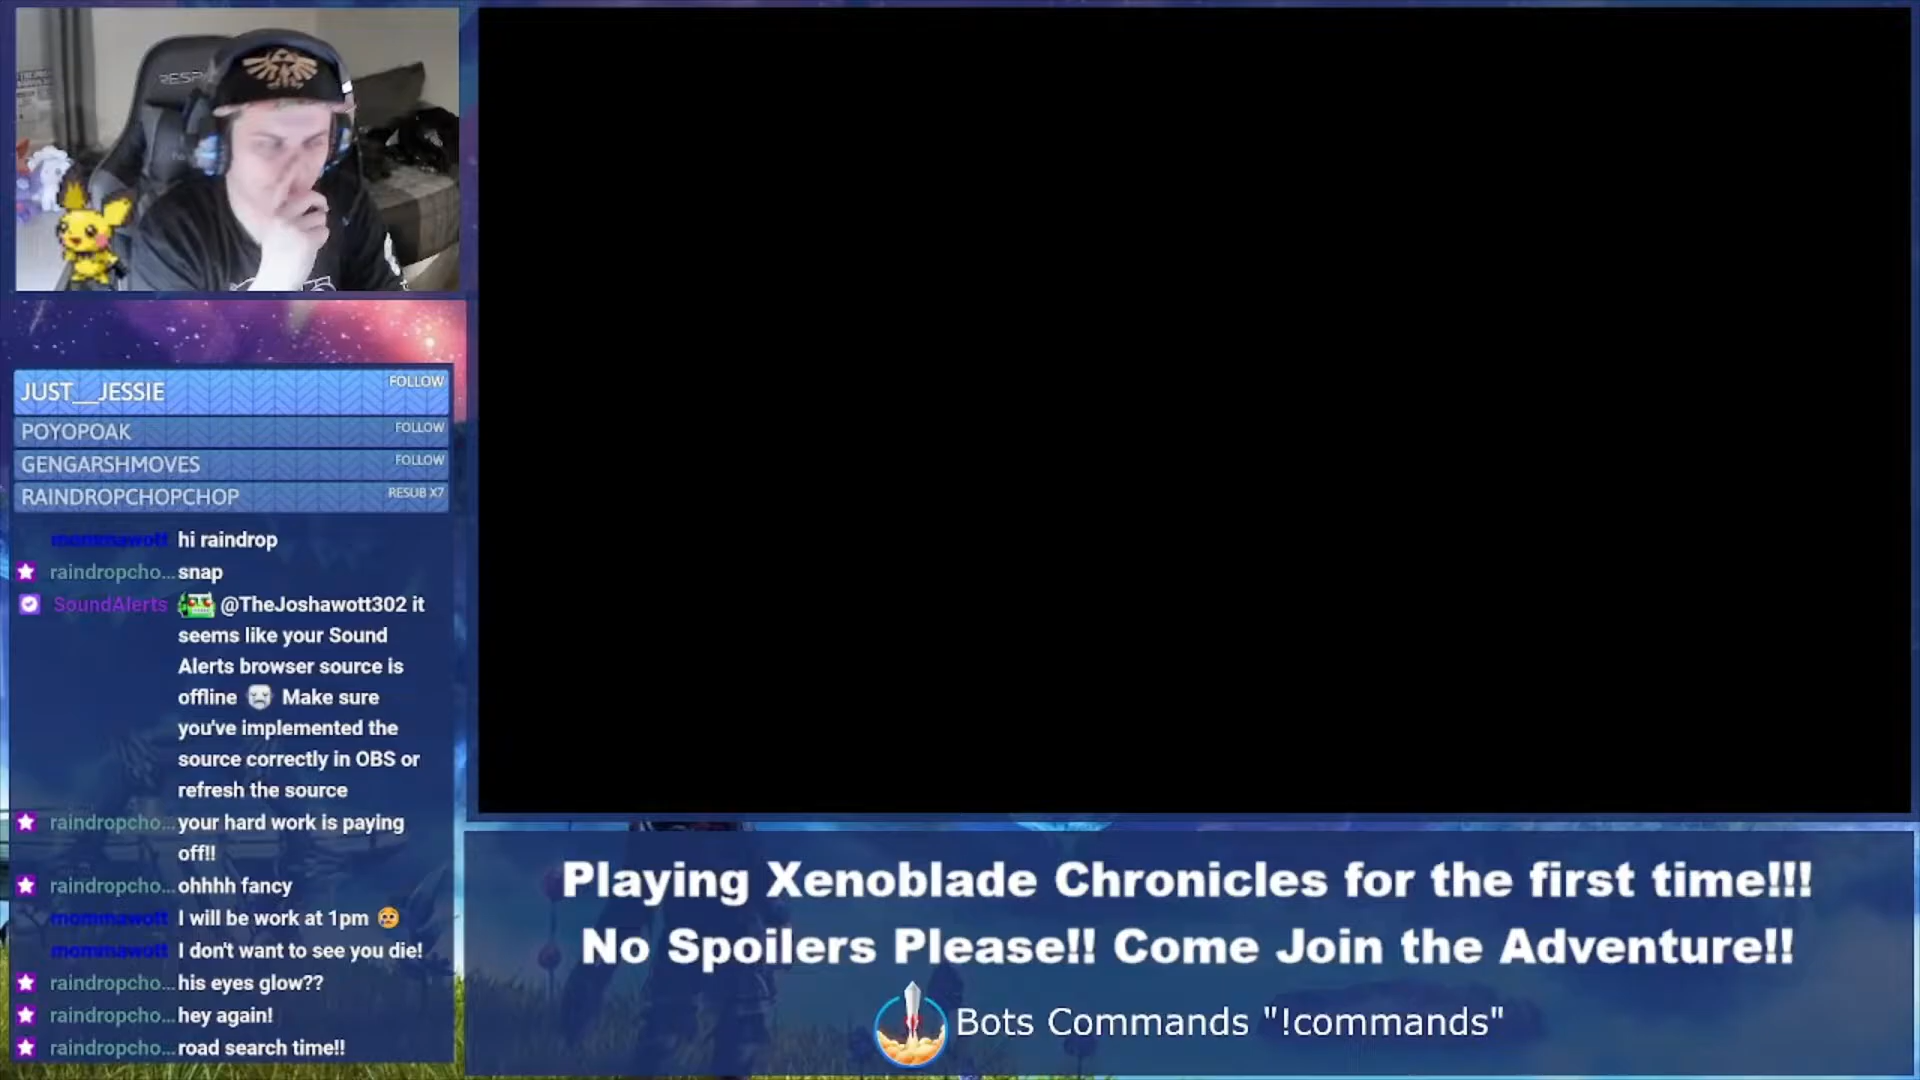 RESP
JUST__JESSIE FOLLOW
POYOPOAK FOLLOW
GENGARSHMOVES FOLLOW
RAINDROPCHOPCHOP RESUB X7
mommawott hi raindrop
raindropcho... snap
SoundAlerts @TheJoshawott302 it
seems like your Sound
Alerts browser source is
offline Make sure
you've implemented the
source correctly in OBS or
refresh the source
raindropcho... your hard work is paying
off!!
raindropcho... ohhhh fancy
mommawott I will be work at 1pm 🥺
mommawott I don't want to see you die!
raindropcho... his eyes glow??
raindropcho... hey again!
raindropcho... road search time!!
Playing Xenoblade Chronicles for the first time!!!
No Spoilers Please!! Come Join the Adventure!!
Bots Commands "!commands"